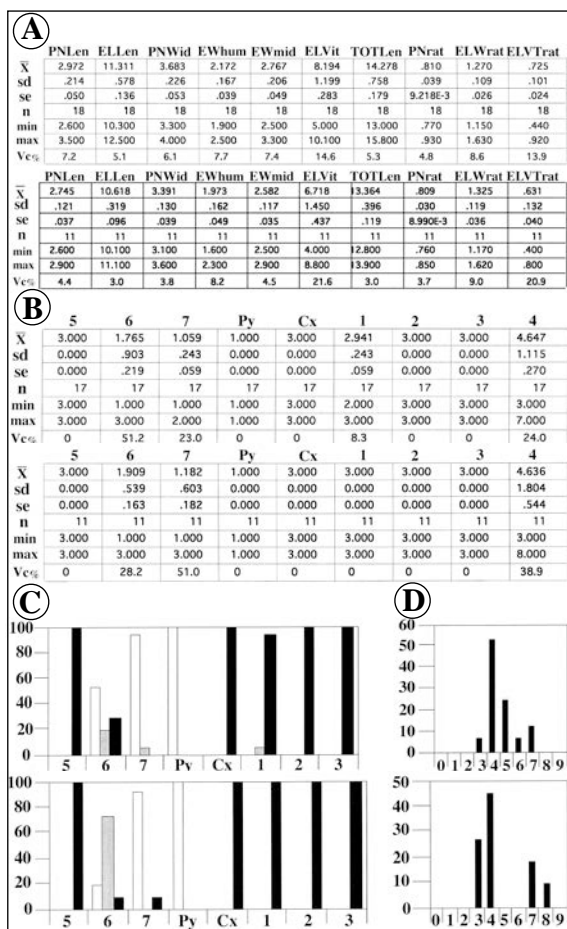 A
PNLen ELLen PNWid EWhum EWmid ELVit TOTLen PNrat ELWrat ELVTrat
X̅ 2.972 11.311 3.683 2.172 2.767 8.194 14.278 .810 1.270 .725
sd .214 .578 .226 .167 .206 1.199 .758 .039 .109 .101
se .050 .136 .053 .039 .049 .283 .179 9.218E-3 .026 .024
n 18 18 18 18 18 18 18 18 18 18
min 2.600 10.300 3.300 1.900 2.500 5.000 13.000 .770 1.150 .440
max 3.500 12.500 4.000 2.500 3.300 10.100 15.800 .930 1.630 .920
Vc% 7.2 5.1 6.1 7.7 7.4 14.6 5.3 4.8 8.6 13.9
PNLen ELLen PNWid EWhum EWmid ELVit TOTLen PNrat ELWrat ELVTrat
X̅ 2.745 10.618 3.391 1.973 2.582 6.718 13.364 .809 1.325 .631
sd .121 .319 .130 .162 .117 1.450 .396 .030 .119 .132
se .037 .096 .039 .049 .035 .437 .119 8.990E-3 .036 .040
n 11 11 11 11 11 11 11 11 11 11
min 2.600 10.100 3.100 1.600 2.500 4.000 12.800 .760 1.170 .400
max 2.900 11.100 3.600 2.300 2.900 8.800 13.900 .850 1.620 .800
Vc% 4.4 3.0 3.8 8.2 4.5 21.6 3.0 3.7 9.0 20.9
B
5 6 7 Py Cx 1 2 3 4
X̅ 3.000 1.765 1.059 1.000 3.000 2.941 3.000 3.000 4.647
sd 0.000 .903 .243 0.000 0.000 .243 0.000 0.000 1.115
se 0.000 .219 .059 0.000 0.000 .059 0.000 0.000 .270
n 17 17 17 17 17 17 17 17 17
min 3.000 1.000 1.000 1.000 3.000 2.000 3.000 3.000 3.000
max 3.000 3.000 2.000 1.000 3.000 3.000 3.000 3.000 7.000
Vc% 0 51.2 23.0 0 0 8.3 0 0 24.0
5 6 7 Py Cx 1 2 3 4
X̅ 3.000 1.909 1.182 1.000 3.000 3.000 3.000 3.000 4.636
sd 0.000 .539 .603 0.000 0.000 0.000 0.000 0.000 1.804
se 0.000 .163 .182 0.000 0.000 0.000 0.000 0.000 .544
n 11 11 11 11 11 11 11 11 11
min 3.000 1.000 1.000 1.000 3.000 3.000 3.000 3.000 3.000
max 3.000 3.000 3.000 1.000 3.000 3.000 3.000 3.000 8.000
Vc% 0 28.2 51.0 0 0 0 0 0 38.9
C
100
80
60
40
20
0
5 6 7 Py Cx 1 2 3
100
80
60
40
20
0
5 6 7 Py Cx 1 2 3
D
60
50
40
30
20
10
0
0 1 2 3 4 5 6 7 8 9
50
40
30
20
10
0
0 1 2 3 4 5 6 7 8 9